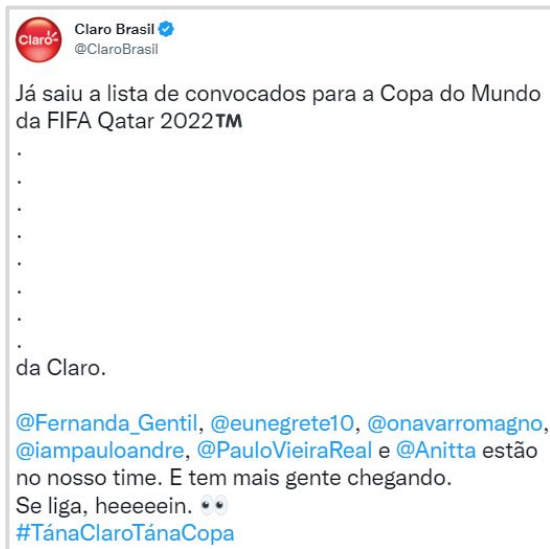 Claro
Claro Brasil
@ClaroBrasil
Já saiu a lista de convocados para a Copa do Mundo
da FIFA Qatar 2022™
.
.
.
.
.
.
.
.
da Claro.
@Fernanda_Gentil, @eunegrete10, @onavarromagno,
@iampauloandre, @PauloVieiraReal e @Anitta estão
no nosso time. E tem mais gente chegando.
Se liga, heeeeein. 👀
#TánaClaroTánaCopa